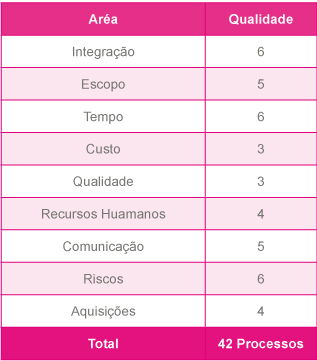 Aréa Qualidade
Integração 6
Escopo 5
Tempo 6
Custo 3
Qualidade 3
Recursos Huamanos 4
Comunicação 5
Riscos 6
Aquisições 4
Total 42 Processos